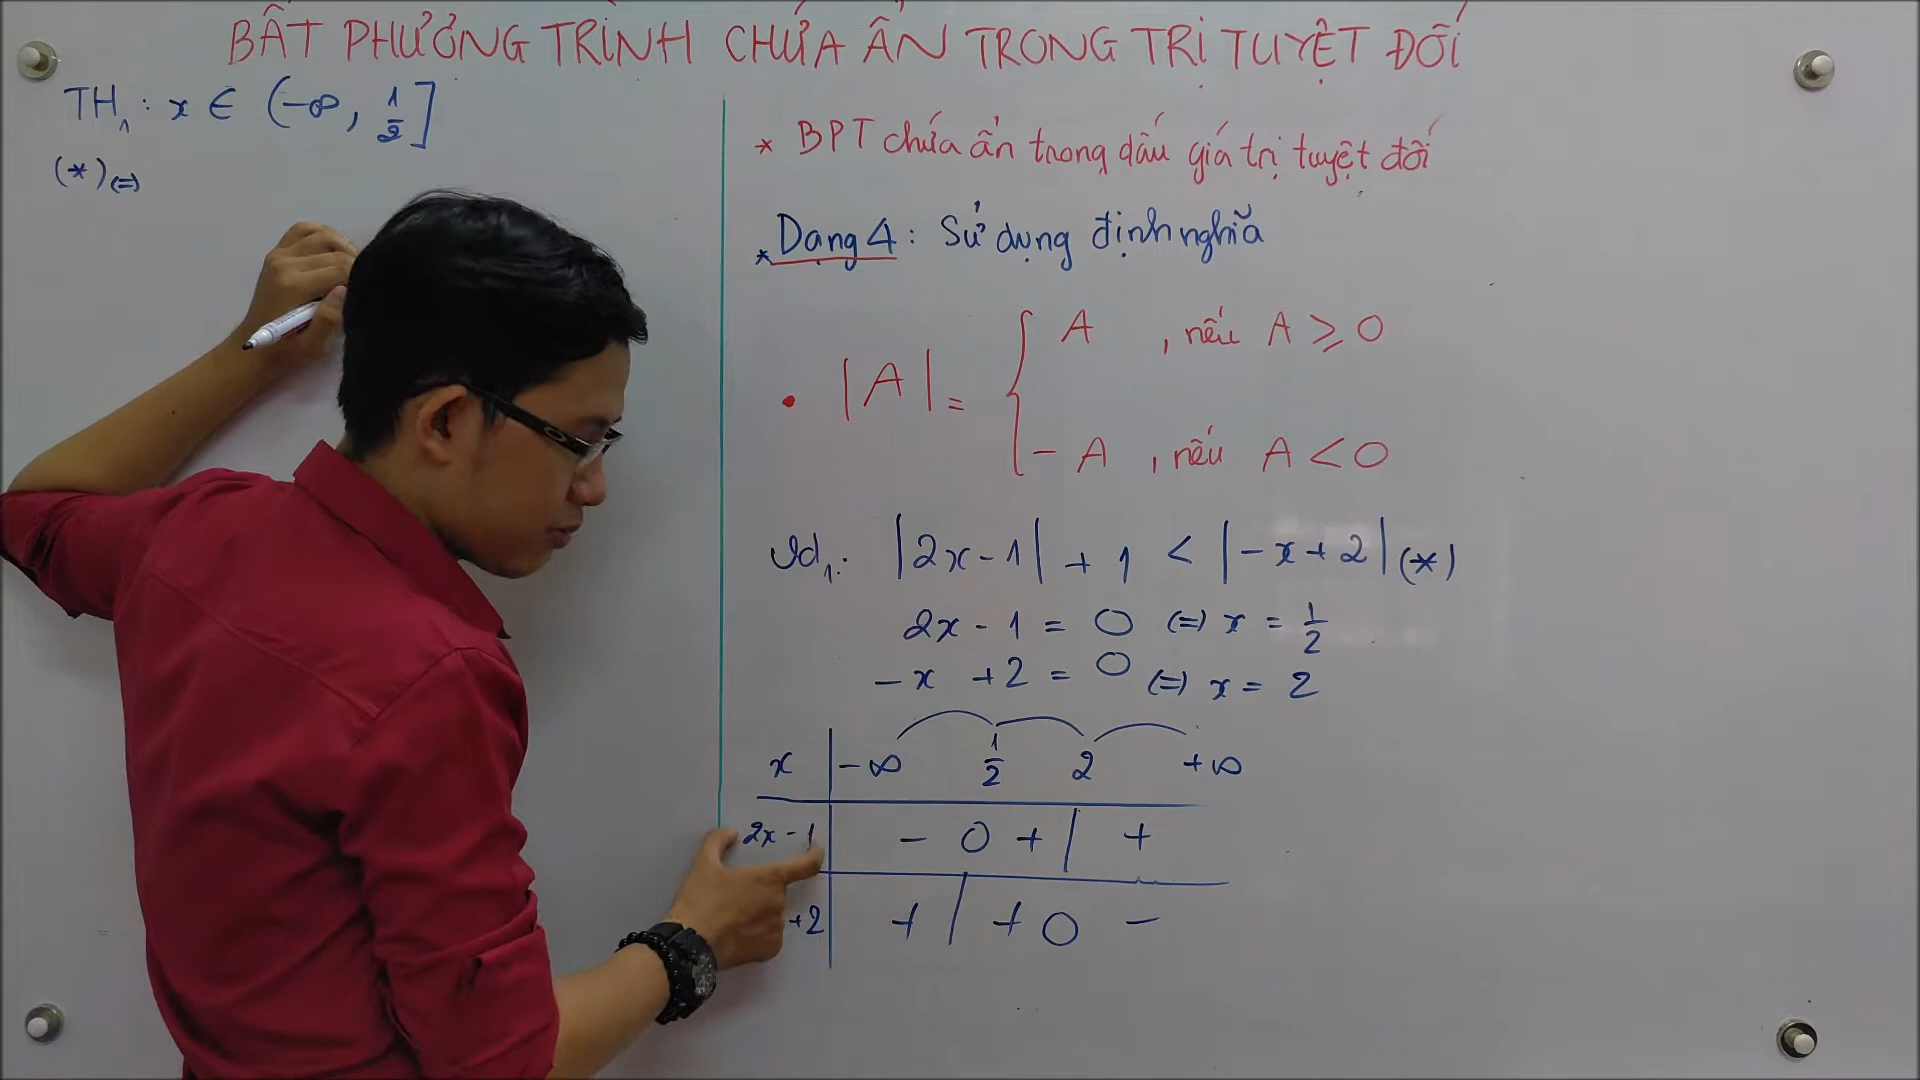 BẤT PHƯƠNG TRÌNH CHỨA ẨN TRONG TRỊ TUYỆT ĐỐI
TH₁ : x ∈ (-∞, 1/2]
(*) (=)
* BPT chứa ẩn trong dấu giá trị tuyệt đối
* Dạng 4 : Sử dụng định nghĩa
• |A| = { A , nếu A ⩾ 0
- A , nếu A < 0
Vd₁: |2x - 1| + 1 < |-x + 2| (*)
2x - 1 = 0 (=) x = 1/2
-x + 2 = 0 (=) x = 2
x | -∞ 1/2 2 +∞
2x - 1 | - 0 + | +
+2 | + | + 0 -